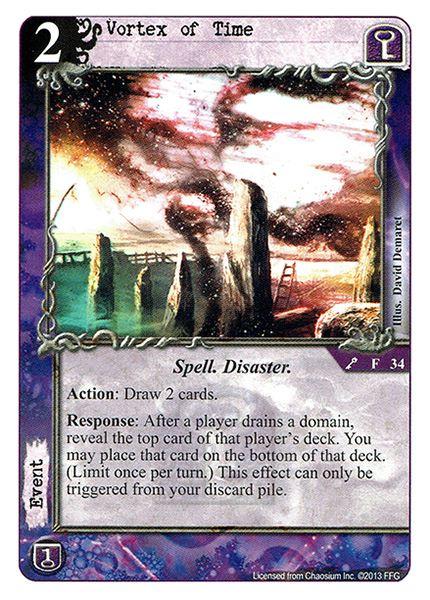 2
Vortex of Time
Illus. David Demaret
Spell. Disaster.
F 34
Action: Draw 2 cards.
Response: After a player drains a domain,
reveal the top card of that player's deck. You
may place that card on the bottom of that deck.
(Limit once per turn.) This effect can only be
triggered from your discard pile.
Event
1
Licensed from Chaosium Inc. ©2013 FFG